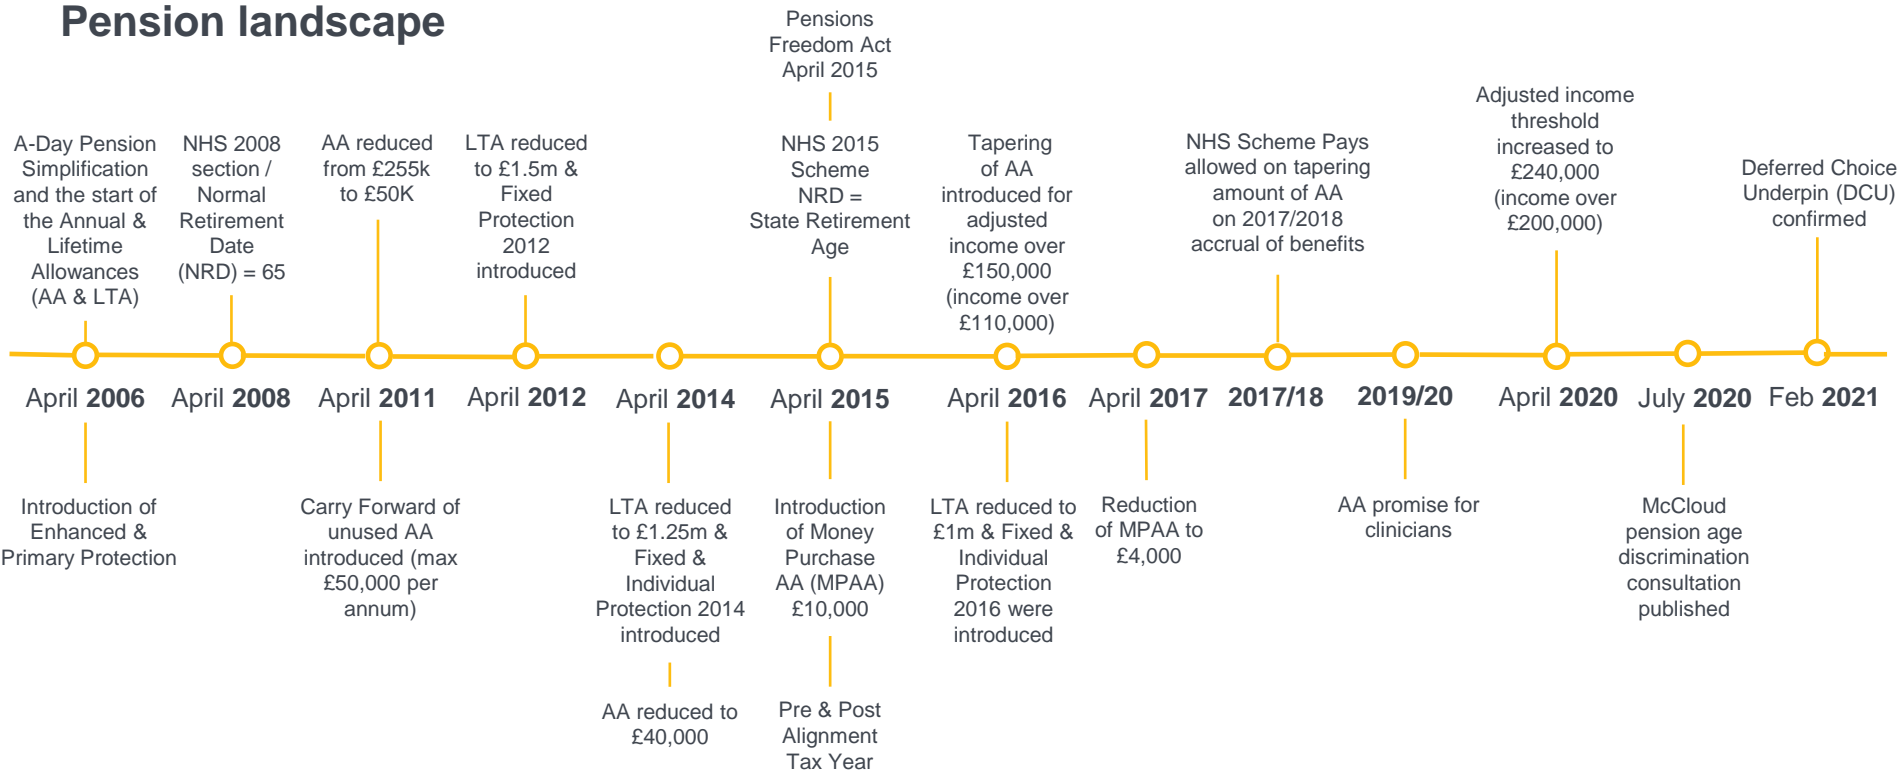 Pension landscape
Pensions
Freedom Act
April 2015
A-Day Pension
Simplification
and the start of
the Annual &
Lifetime
Allowances
(AA & LTA)
NHS 2008
section /
Normal
Retirement
Date
(NRD) = 65
AA reduced
from £255k
to £50K
LTA reduced
to £1.5m &
Fixed
Protection
2012
introduced
NHS 2015
Scheme
NRD =
State Retirement
Age
Tapering
of AA
introduced for
adjusted
income over
£150,000
(income over
£110,000)
NHS Scheme Pays
allowed on tapering
amount of AA
on 2017/2018
accrual of benefits
Adjusted income
threshold
increased to
£240,000
(income over
£200,000)
Deferred Choice
Underpin (DCU)
confirmed
April 2006
April 2008
April 2011
April 2012
April 2014
April 2015
April 2016
April 2017
2017/18
2019/20
April 2020
July 2020
Feb 2021
Introduction of
Enhanced &
Primary Protection
Carry Forward of
unused AA
introduced (max
£50,000 per
annum)
LTA reduced
to £1.25m &
Fixed &
Individual
Protection 2014
introduced
AA reduced to
£40,000
Introduction
of Money
Purchase
AA (MPAA)
£10,000
Pre & Post
Alignment
Tax Year
LTA reduced to
£1m & Fixed &
Individual
Protection
2016 were
introduced
Reduction
of MPAA to
£4,000
AA promise for
clinicians
McCloud
pension age
discrimination
consultation
published